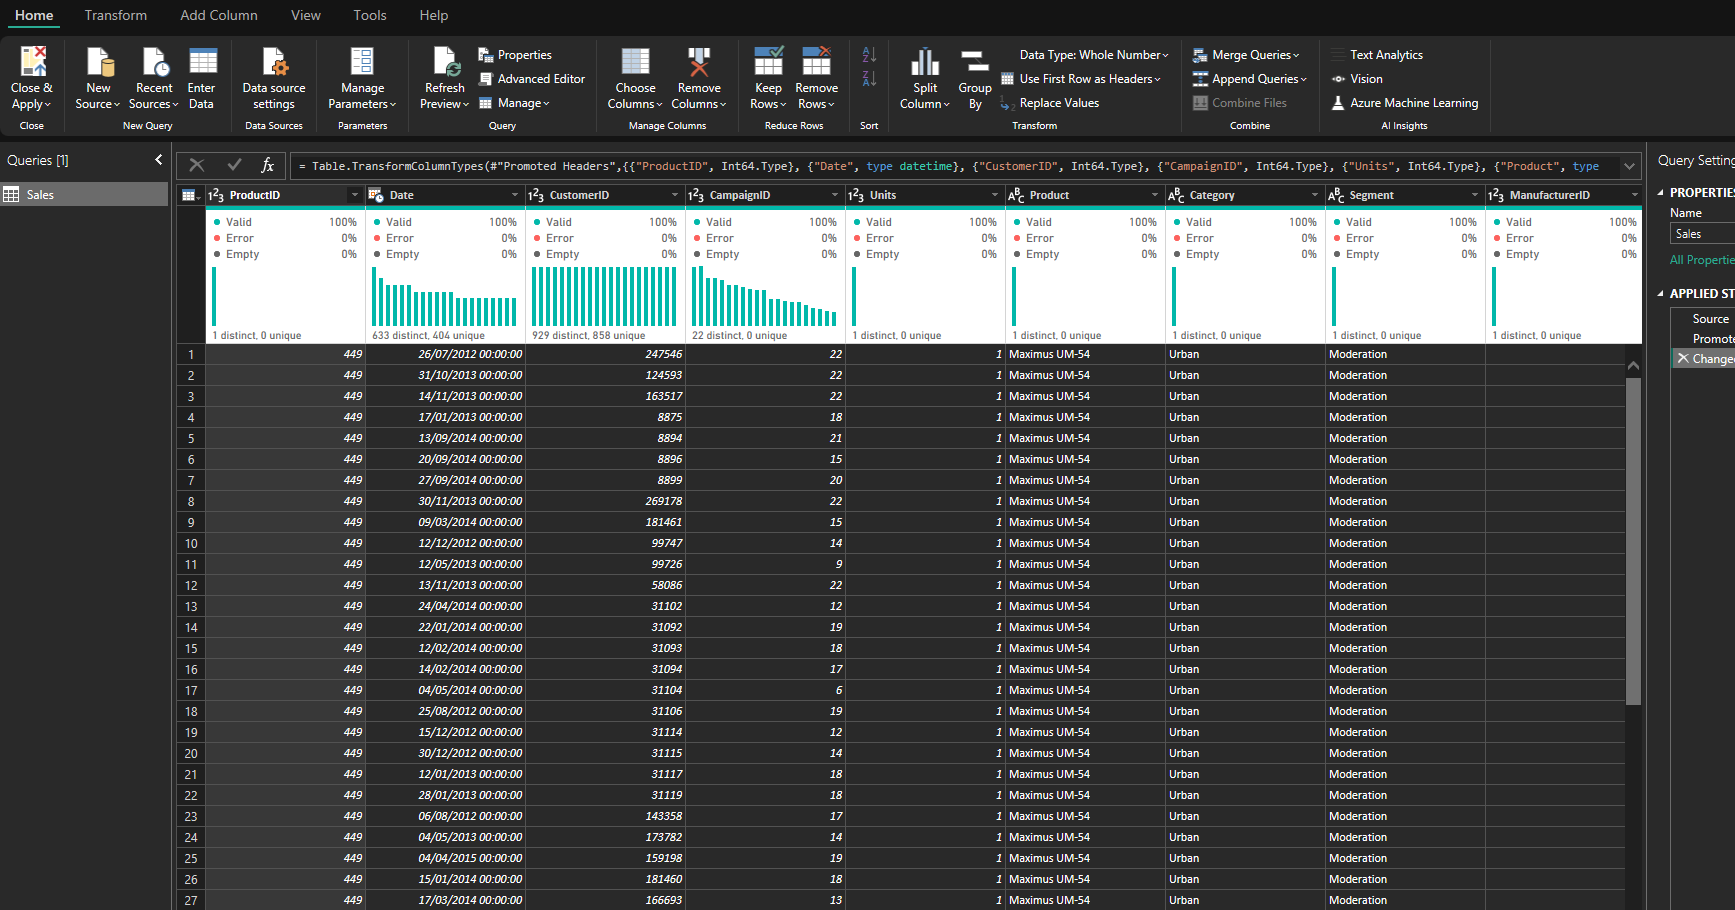 Home Transform Add Column View Tools Help
Close & Apply
Close
New Source
Recent Sources
Enter Data
New Query
Data source settings
Data Sources
Manage Parameters
Parameters
Refresh Preview
Properties
Advanced Editor
Manage
Query
Choose Columns
Remove Columns
Manage Columns
Keep Rows
Remove Rows
Reduce Rows
Sort
Split Column
Group By
Data Type: Whole Number
Use First Row as Headers
Replace Values
Transform
Merge Queries
Append Queries
Combine Files
Combine
Text Analytics
Vision
Azure Machine Learning
AI Insights
Queries [1]
Sales
fx = Table.TransformColumnTypes(#"Promoted Headers",{{"ProductID", Int64.Type}, {"Date", type datetime}, {"CustomerID", Int64.Type}, {"CampaignID", Int64.Type}, {"Units", Int64.Type}, {"Product", type
ProductID Date CustomerID CampaignID Units Product Category Segment ManufacturerID
Valid 100% Valid 100% Valid 100% Valid 100% Valid 100% Valid 100% Valid 100% Valid 100% Valid 100%
Error 0% Error 0% Error 0% Error 0% Error 0% Error 0% Error 0% Error 0% Error 0%
Empty 0% Empty 0% Empty 0% Empty 0% Empty 0% Empty 0% Empty 0% Empty 0% Empty 0%
1 distinct, 0 unique 633 distinct, 404 unique 929 distinct, 858 unique 22 distinct, 0 unique 1 distinct, 0 unique 1 distinct, 0 unique 1 distinct, 0 unique 1 distinct, 0 unique 1 distinct, 0 unique
1 449 26/07/2012 00:00:00 247546 22 1 Maximus UM-54 Urban Moderation
2 449 31/10/2013 00:00:00 124593 22 1 Maximus UM-54 Urban Moderation
3 449 14/11/2013 00:00:00 163517 22 1 Maximus UM-54 Urban Moderation
4 449 17/01/2013 00:00:00 8875 18 1 Maximus UM-54 Urban Moderation
5 449 13/09/2014 00:00:00 8894 21 1 Maximus UM-54 Urban Moderation
6 449 20/09/2014 00:00:00 8896 15 1 Maximus UM-54 Urban Moderation
7 449 27/09/2014 00:00:00 8899 20 1 Maximus UM-54 Urban Moderation
8 449 30/11/2013 00:00:00 269178 22 1 Maximus UM-54 Urban Moderation
9 449 09/03/2014 00:00:00 181461 15 1 Maximus UM-54 Urban Moderation
10 449 12/12/2012 00:00:00 99747 14 1 Maximus UM-54 Urban Moderation
11 449 12/05/2013 00:00:00 99726 9 1 Maximus UM-54 Urban Moderation
12 449 13/11/2013 00:00:00 58086 22 1 Maximus UM-54 Urban Moderation
13 449 24/04/2014 00:00:00 31102 12 1 Maximus UM-54 Urban Moderation
14 449 22/01/2014 00:00:00 31092 19 1 Maximus UM-54 Urban Moderation
15 449 12/02/2014 00:00:00 31093 18 1 Maximus UM-54 Urban Moderation
16 449 14/02/2014 00:00:00 31094 17 1 Maximus UM-54 Urban Moderation
17 449 04/05/2014 00:00:00 31104 6 1 Maximus UM-54 Urban Moderation
18 449 25/08/2012 00:00:00 31106 19 1 Maximus UM-54 Urban Moderation
19 449 15/12/2012 00:00:00 31114 12 1 Maximus UM-54 Urban Moderation
20 449 30/12/2012 00:00:00 31115 14 1 Maximus UM-54 Urban Moderation
21 449 12/01/2013 00:00:00 31117 18 1 Maximus UM-54 Urban Moderation
22 449 28/01/2013 00:00:00 31119 18 1 Maximus UM-54 Urban Moderation
23 449 06/08/2012 00:00:00 143358 17 1 Maximus UM-54 Urban Moderation
24 449 04/05/2013 00:00:00 173782 14 1 Maximus UM-54 Urban Moderation
25 449 04/04/2015 00:00:00 159198 19 1 Maximus UM-54 Urban Moderation
26 449 15/01/2014 00:00:00 181460 18 1 Maximus UM-54 Urban Moderation
27 449 17/03/2014 00:00:00 166693 13 1 Maximus UM-54 Urban Moderation
Query Setting
PROPERTIES
Name
Sales
All Propertie
APPLIED ST
Source
Promote
Change